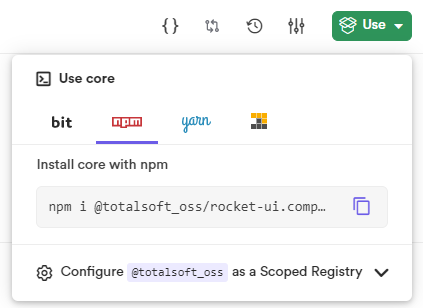 {} Use
Use core
bit npm yarn
Install core with npm
npm i @totalsoft_oss/rocket-ui.comp…
Configure @totalsoft_oss as a Scoped Registry